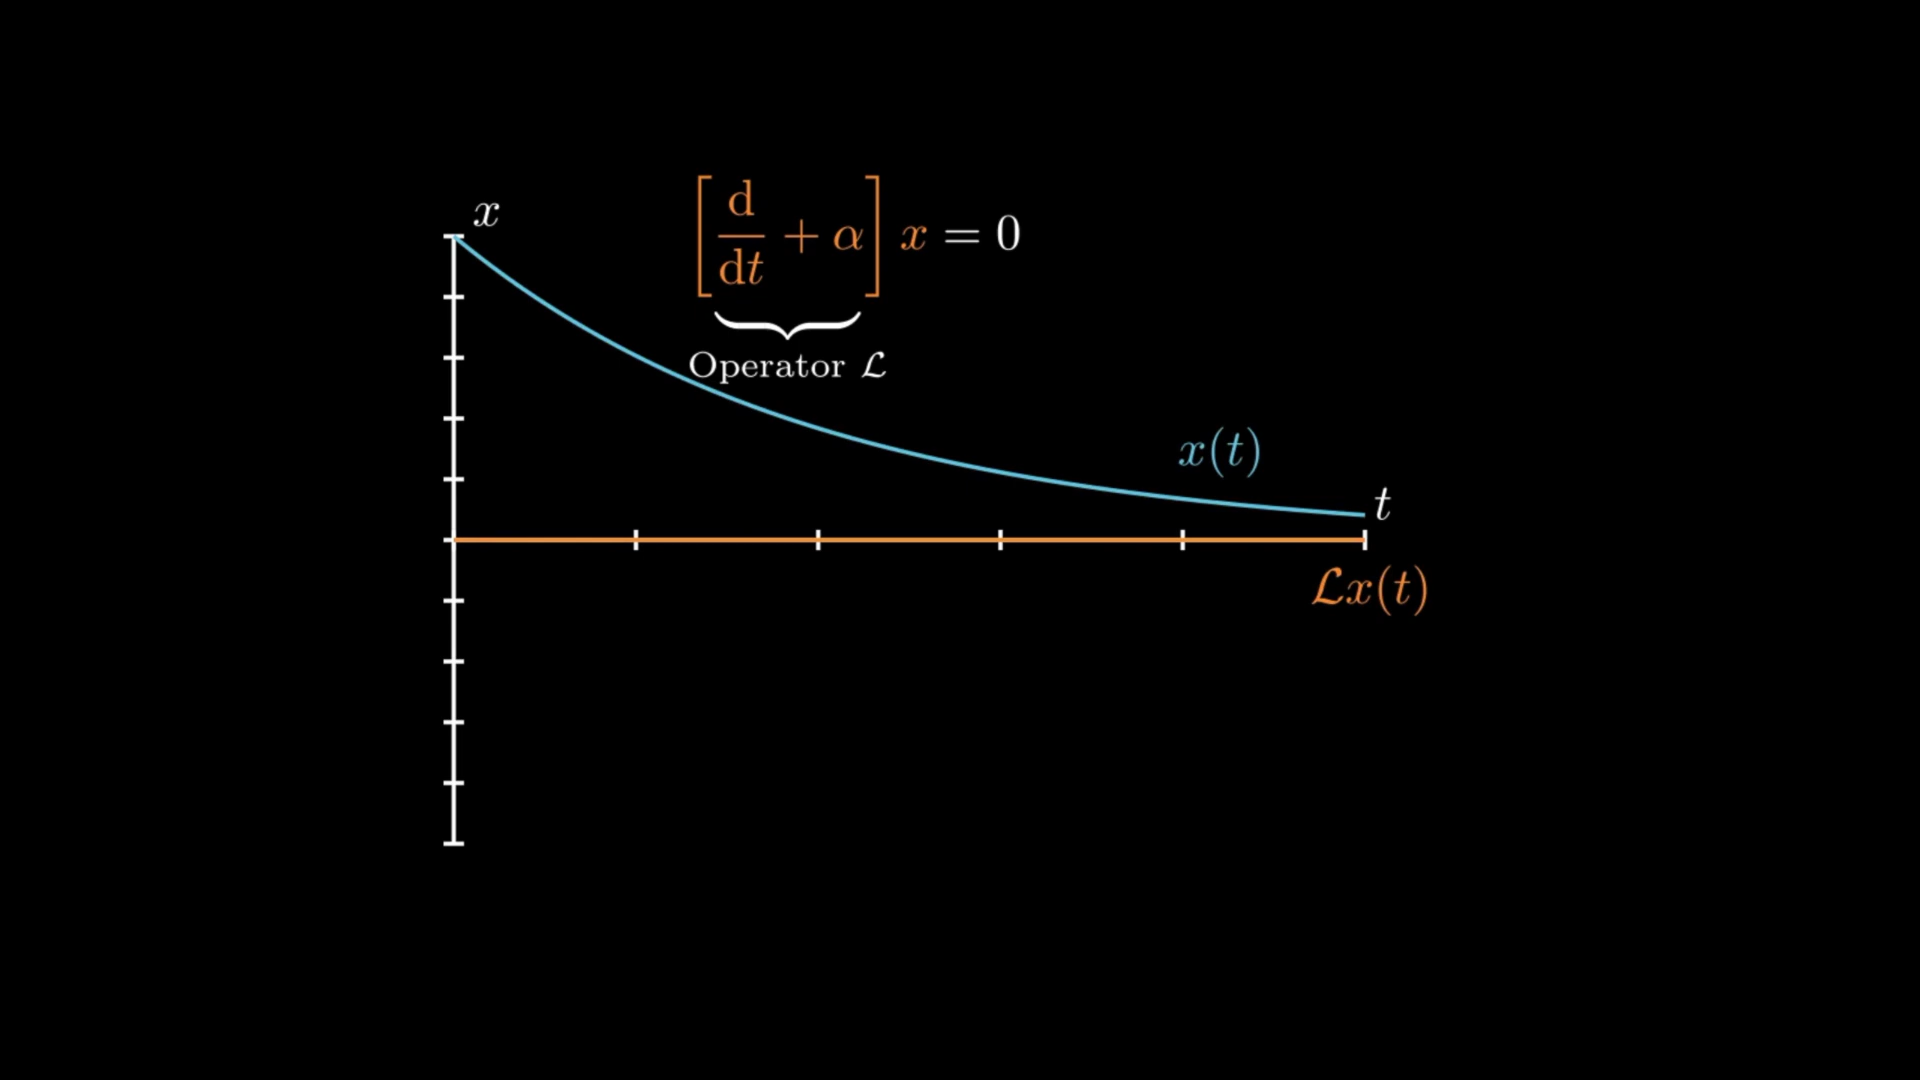 x
[d/dt + α] x = 0
Operator ℒ
x(t)
t
ℒx(t)